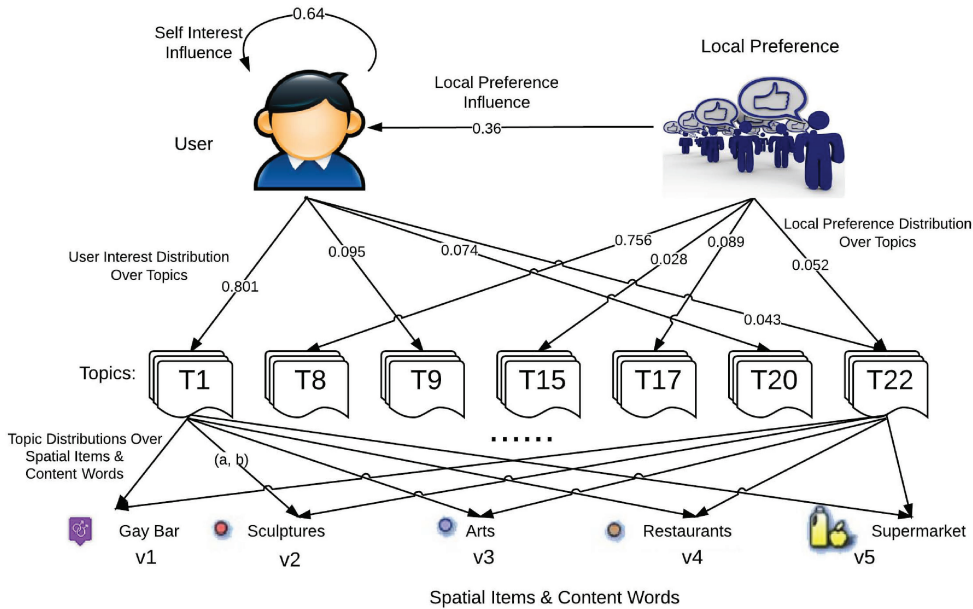 0.64
Self Interest
Influence
Local Preference
Local Preference
Influence
0.36
User
Local Preference Distribution
Over Topics
User Interest Distribution
Over Topics
0.801
0.095
0.074
0.756
0.028
0.089
0.052
0.043
Topics:
T1
T8
T9
T15
T17
T20
T22
......
Topic Distributions Over
Spatial Items &
Content Words
(a, b)
Gay Bar
v1
Sculptures
v2
Arts
v3
Restaurants
v4
Supermarket
v5
Spatial Items & Content Words